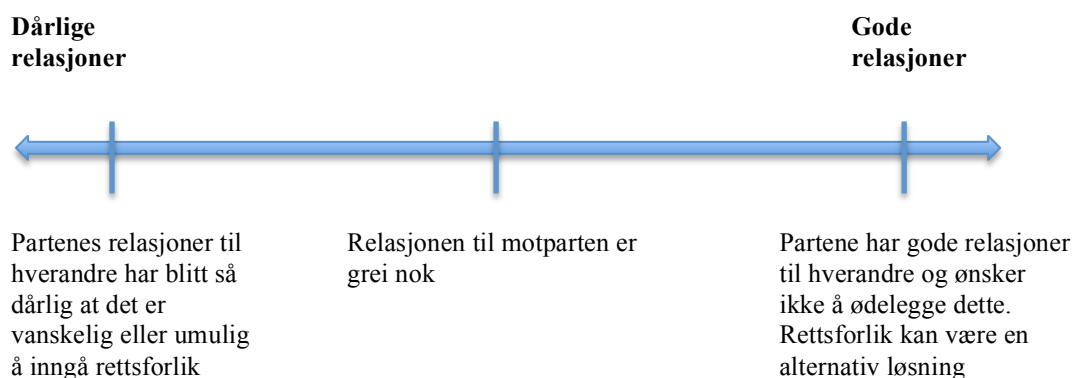 Dårlige
relasjoner
Gode
relasjoner
Partenes relasjoner til
hverandre har blitt så
dårlig at det er
vanskelig eller umulig
å inngå rettsforlik
Relasjonen til motparten er
grei nok
Partene har gode relasjoner
til hverandre og ønsker
ikke å ødelegge dette.
Rettsforlik kan være en
alternativ løsning